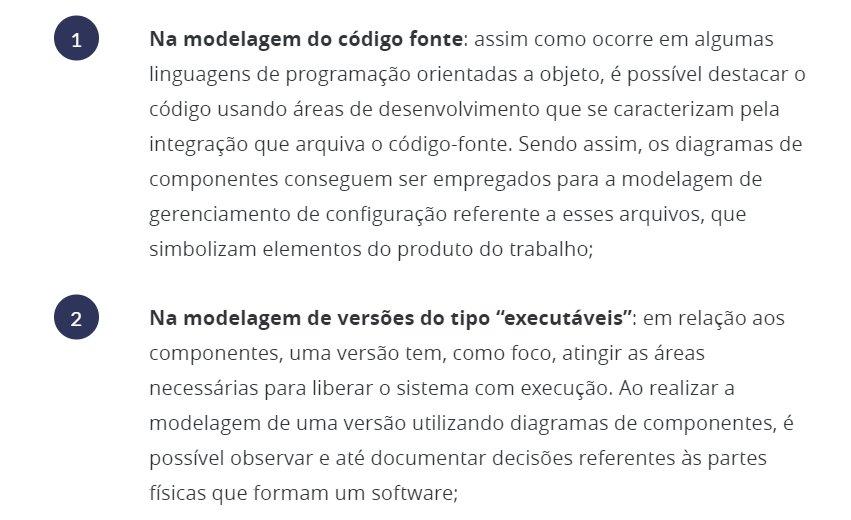 1
Na modelagem do código fonte: assim como ocorre em algumas
linguagens de programação orientadas a objeto, é possível destacar o
código usando áreas de desenvolvimento que se caracterizam pela
integração que arquiva o código-fonte. Sendo assim, os diagramas de
componentes conseguem ser empregados para a modelagem de
gerenciamento de configuração referente a esses arquivos, que
simbolizam elementos do produto do trabalho;
2
Na modelagem de versões do tipo “executáveis”: em relação aos
componentes, uma versão tem, como foco, atingir as áreas
necessárias para liberar o sistema com execução. Ao realizar a
modelagem de uma versão utilizando diagramas de componentes, é
possível observar e até documentar decisões referentes às partes
físicas que formam um software;